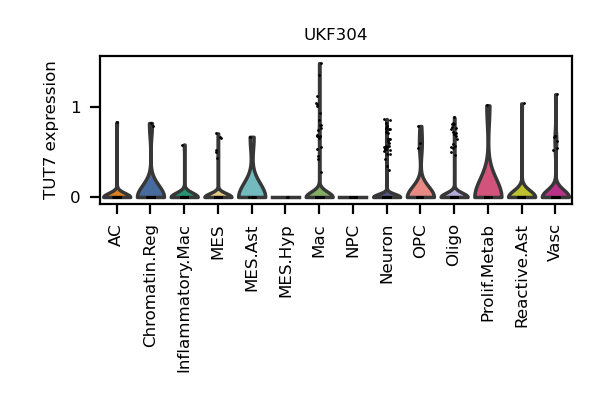 UKF304
TUT7 expression
1
0
AC
Chromatin.Reg
Inflammatory.Mac
MES
MES.Ast
MES.Hyp
Mac
NPC
Neuron
OPC
Oligo
Prolif.Metab
Reactive.Ast
Vasc